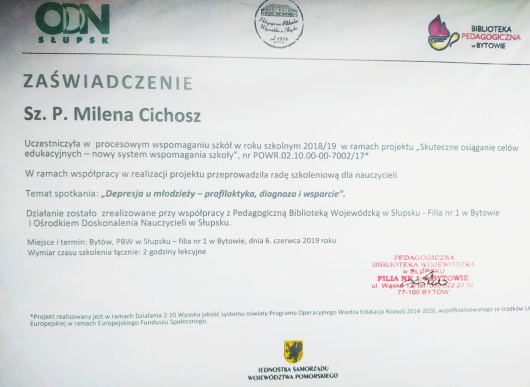 ODN
SŁUPSK
BIBLIOTEKA
PEDAGOGICZNA
W BYTOWIE
ZAŚWIADCZENIE
Sz. P. Milena Cichosz
Uczestniczyła w procesowym wspomaganiu szkół w roku szkolnym 2018/19 w ramach projektu „Skuteczne osiąganie celów
edukacyjnych – nowy system wspomagania szkoły", nr POWR.02.10.00-00-7002/17*
W ramach współpracy w realizacji projektu przeprowadziła radę szkoleniową dla nauczycieli.
Temat spotkania: „Depresja u młodzieży – profilaktyka, diagnoza i wsparcie".
Działanie zostało zrealizowane przy współpracy z Pedagogiczną Biblioteką Wojewódzką w Słupsku - Filia nr 1 w Bytowie
i Ośrodkiem Doskonalenia Nauczycieli w Słupsku.
Miejsce i termin: Bytów, PBW w Słupsku – filia nr 1 w Bytowie, dnia 6. czerwca 2019 roku
Wymiar czasu szkolenia łącznie: 2 godziny lekcyjne
PEDAGOGICZNA
BIBLIOTEKA WOJEWÓDZKA
w SŁUPSKU
FILIA NR 1 w BYTOWIE
77-100 BYTÓW
*Projekt realizowany jest w ramach Działania 2.10 Wysoka jakość systemu oświaty Programu Operacyjnego Wiedza Edukacja Rozwój 2014-2020, współfinansowanego ze środków
Europejskiej w ramach Europejskiego Funduszu Społecznego.
JEDNOSTKA SAMORZĄDU
WOJEWÓDZTWA POMORSKIEGO